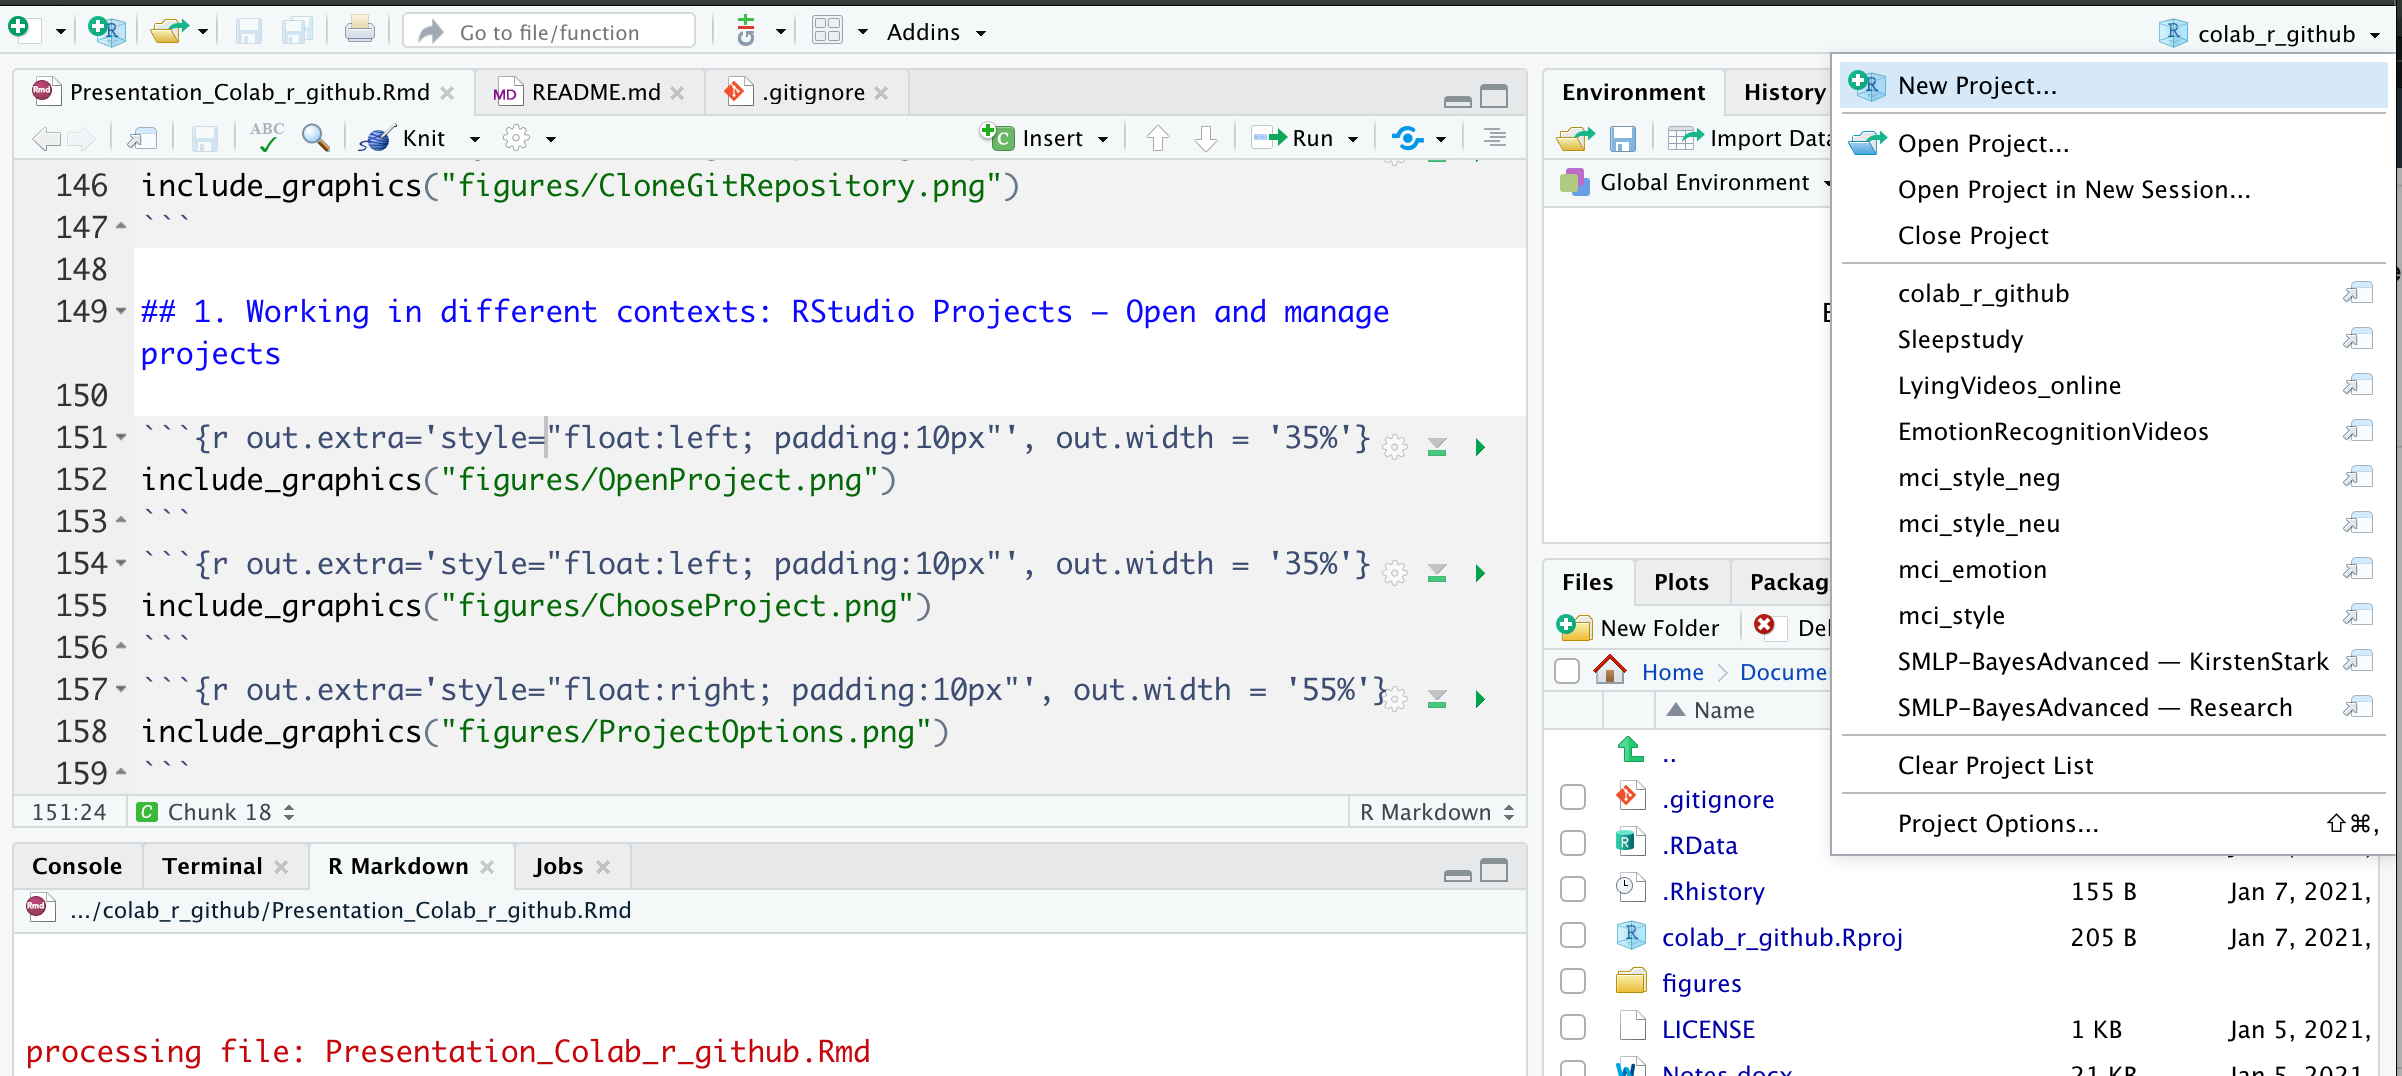 Go to file/function
Addins
colab_r_github
Presentation_Colab_r_github.Rmd
README.md
.gitignore
ABC
Knit
Insert
Run
146 include_graphics("figures/CloneGitRepository.png")
147 ```
148
149 ## 1. Working in different contexts: RStudio Projects – Open and manage
projects
150
151 ```{r out.extra='style="float:left; padding:10px"', out.width = '35%'}
152 include_graphics("figures/OpenProject.png")
153 ```
154 ```{r out.extra='style="float:left; padding:10px"', out.width = '35%'}
155 include_graphics("figures/ChooseProject.png")
156 ```
157 ```{r out.extra='style="float:right; padding:10px"', out.width = '55%'}
158 include_graphics("figures/ProjectOptions.png")
159 ```
151:24 Chunk 18 R Markdown
Console Terminal R Markdown Jobs
.../colab_r_github/Presentation_Colab_r_github.Rmd
processing file: Presentation_Colab_r_github.Rmd
Environment History
Import Data
Global Environment
New Project...
Open Project...
Open Project in New Session...
Close Project
colab_r_github
Sleepstudy
LyingVideos_online
EmotionRecognitionVideos
mci_style_neg
mci_style_neu
mci_emotion
mci_style
SMLP-BayesAdvanced — KirstenStark
SMLP-BayesAdvanced — Research
Clear Project List
Project Options... ⇧⌘,
Files Plots Packag
New Folder Del
Home Docume
Name
..
.gitignore
.RData
.Rhistory 155 B Jan 7, 2021,
colab_r_github.Rproj 205 B Jan 7, 2021,
figures
LICENSE 1 KB Jan 5, 2021,
Notes.docx 21 KB Jan 5, 2021,